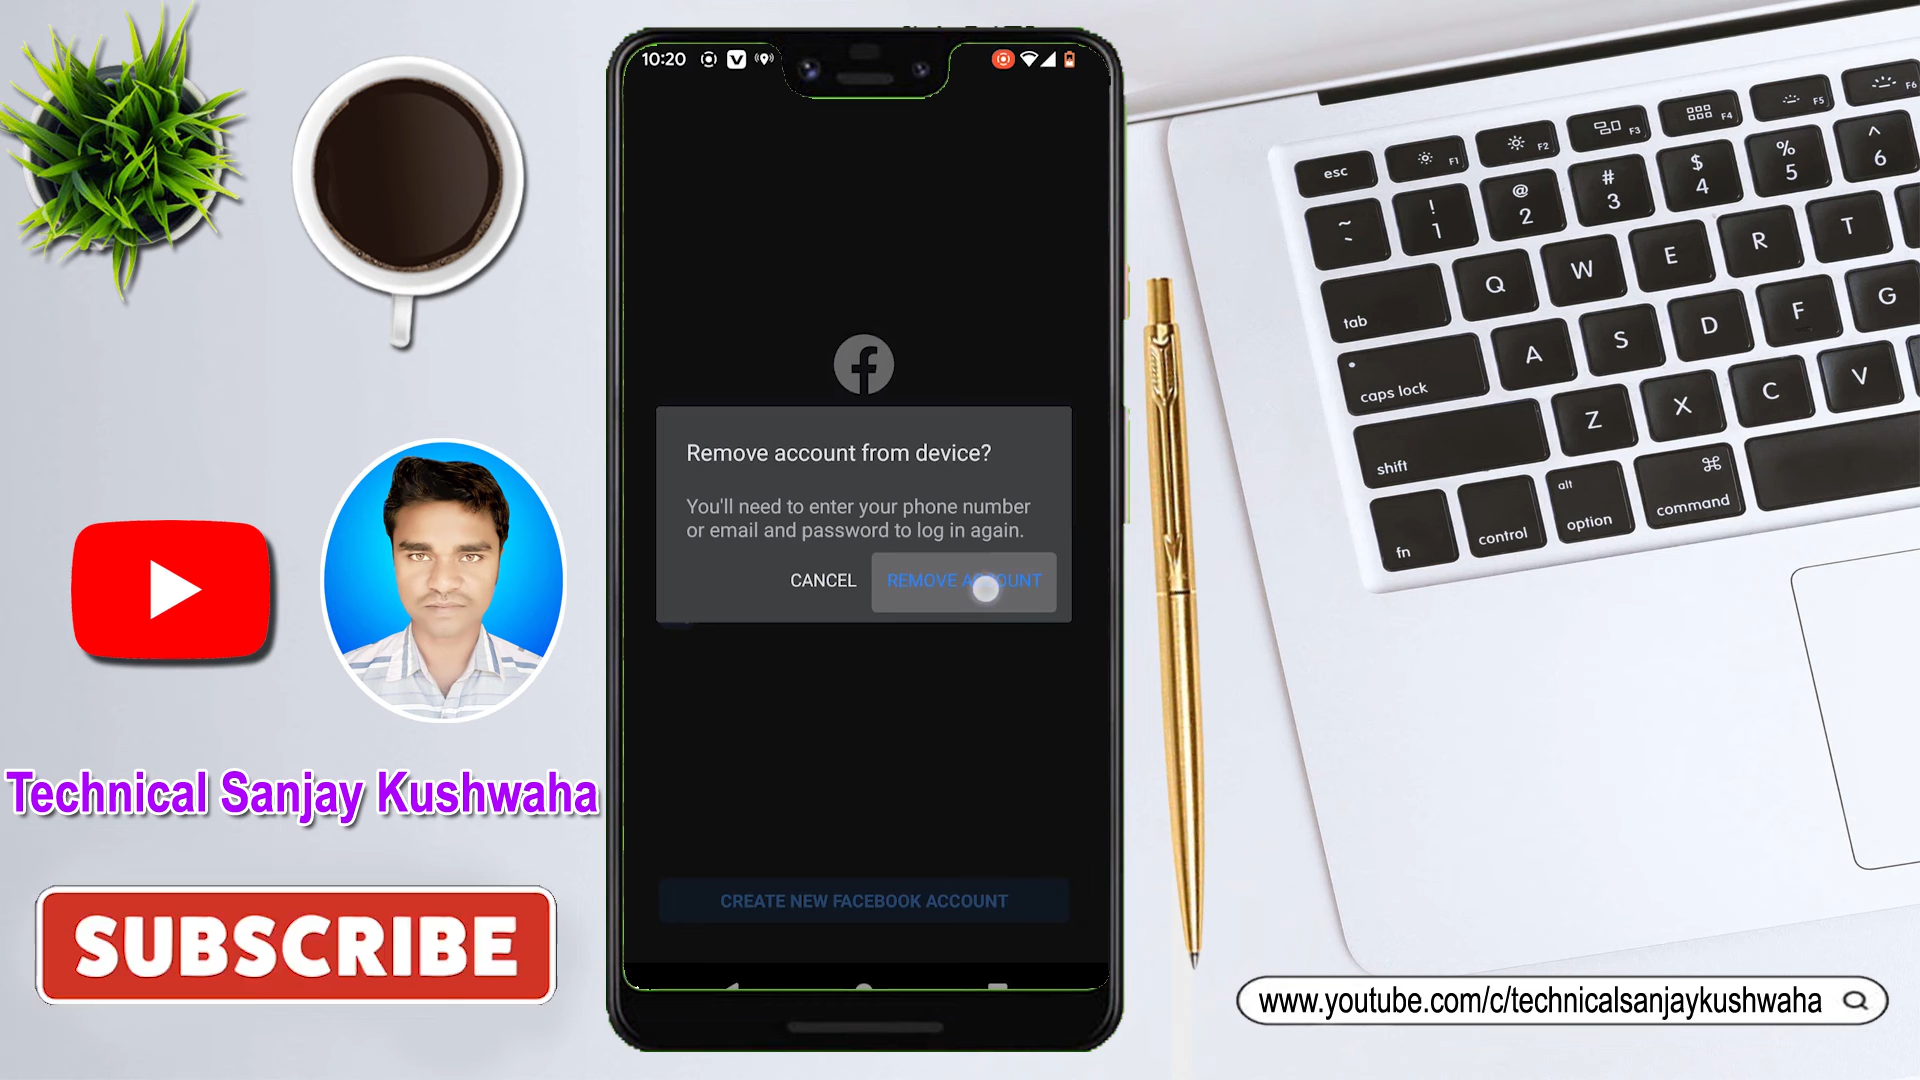 10:20
Remove account from device?
You'll need to enter your phone number
or email and password to log in again.
CANCEL
REMOVE ACCOUNT
CREATE NEW FACEBOOK ACCOUNT
Technical Sanjay Kushwaha
SUBSCRIBE
www.youtube.com/c/technicalsanjaykushwaha
esc F1 F2 F3 F4 F5 F6
~ ` ! 1 @ 2 # 3 $ 4 % 5 ^ 6
tab Q W E R T
caps lock A S D F G
shift Z X C V
fn control alt option ⌘ command